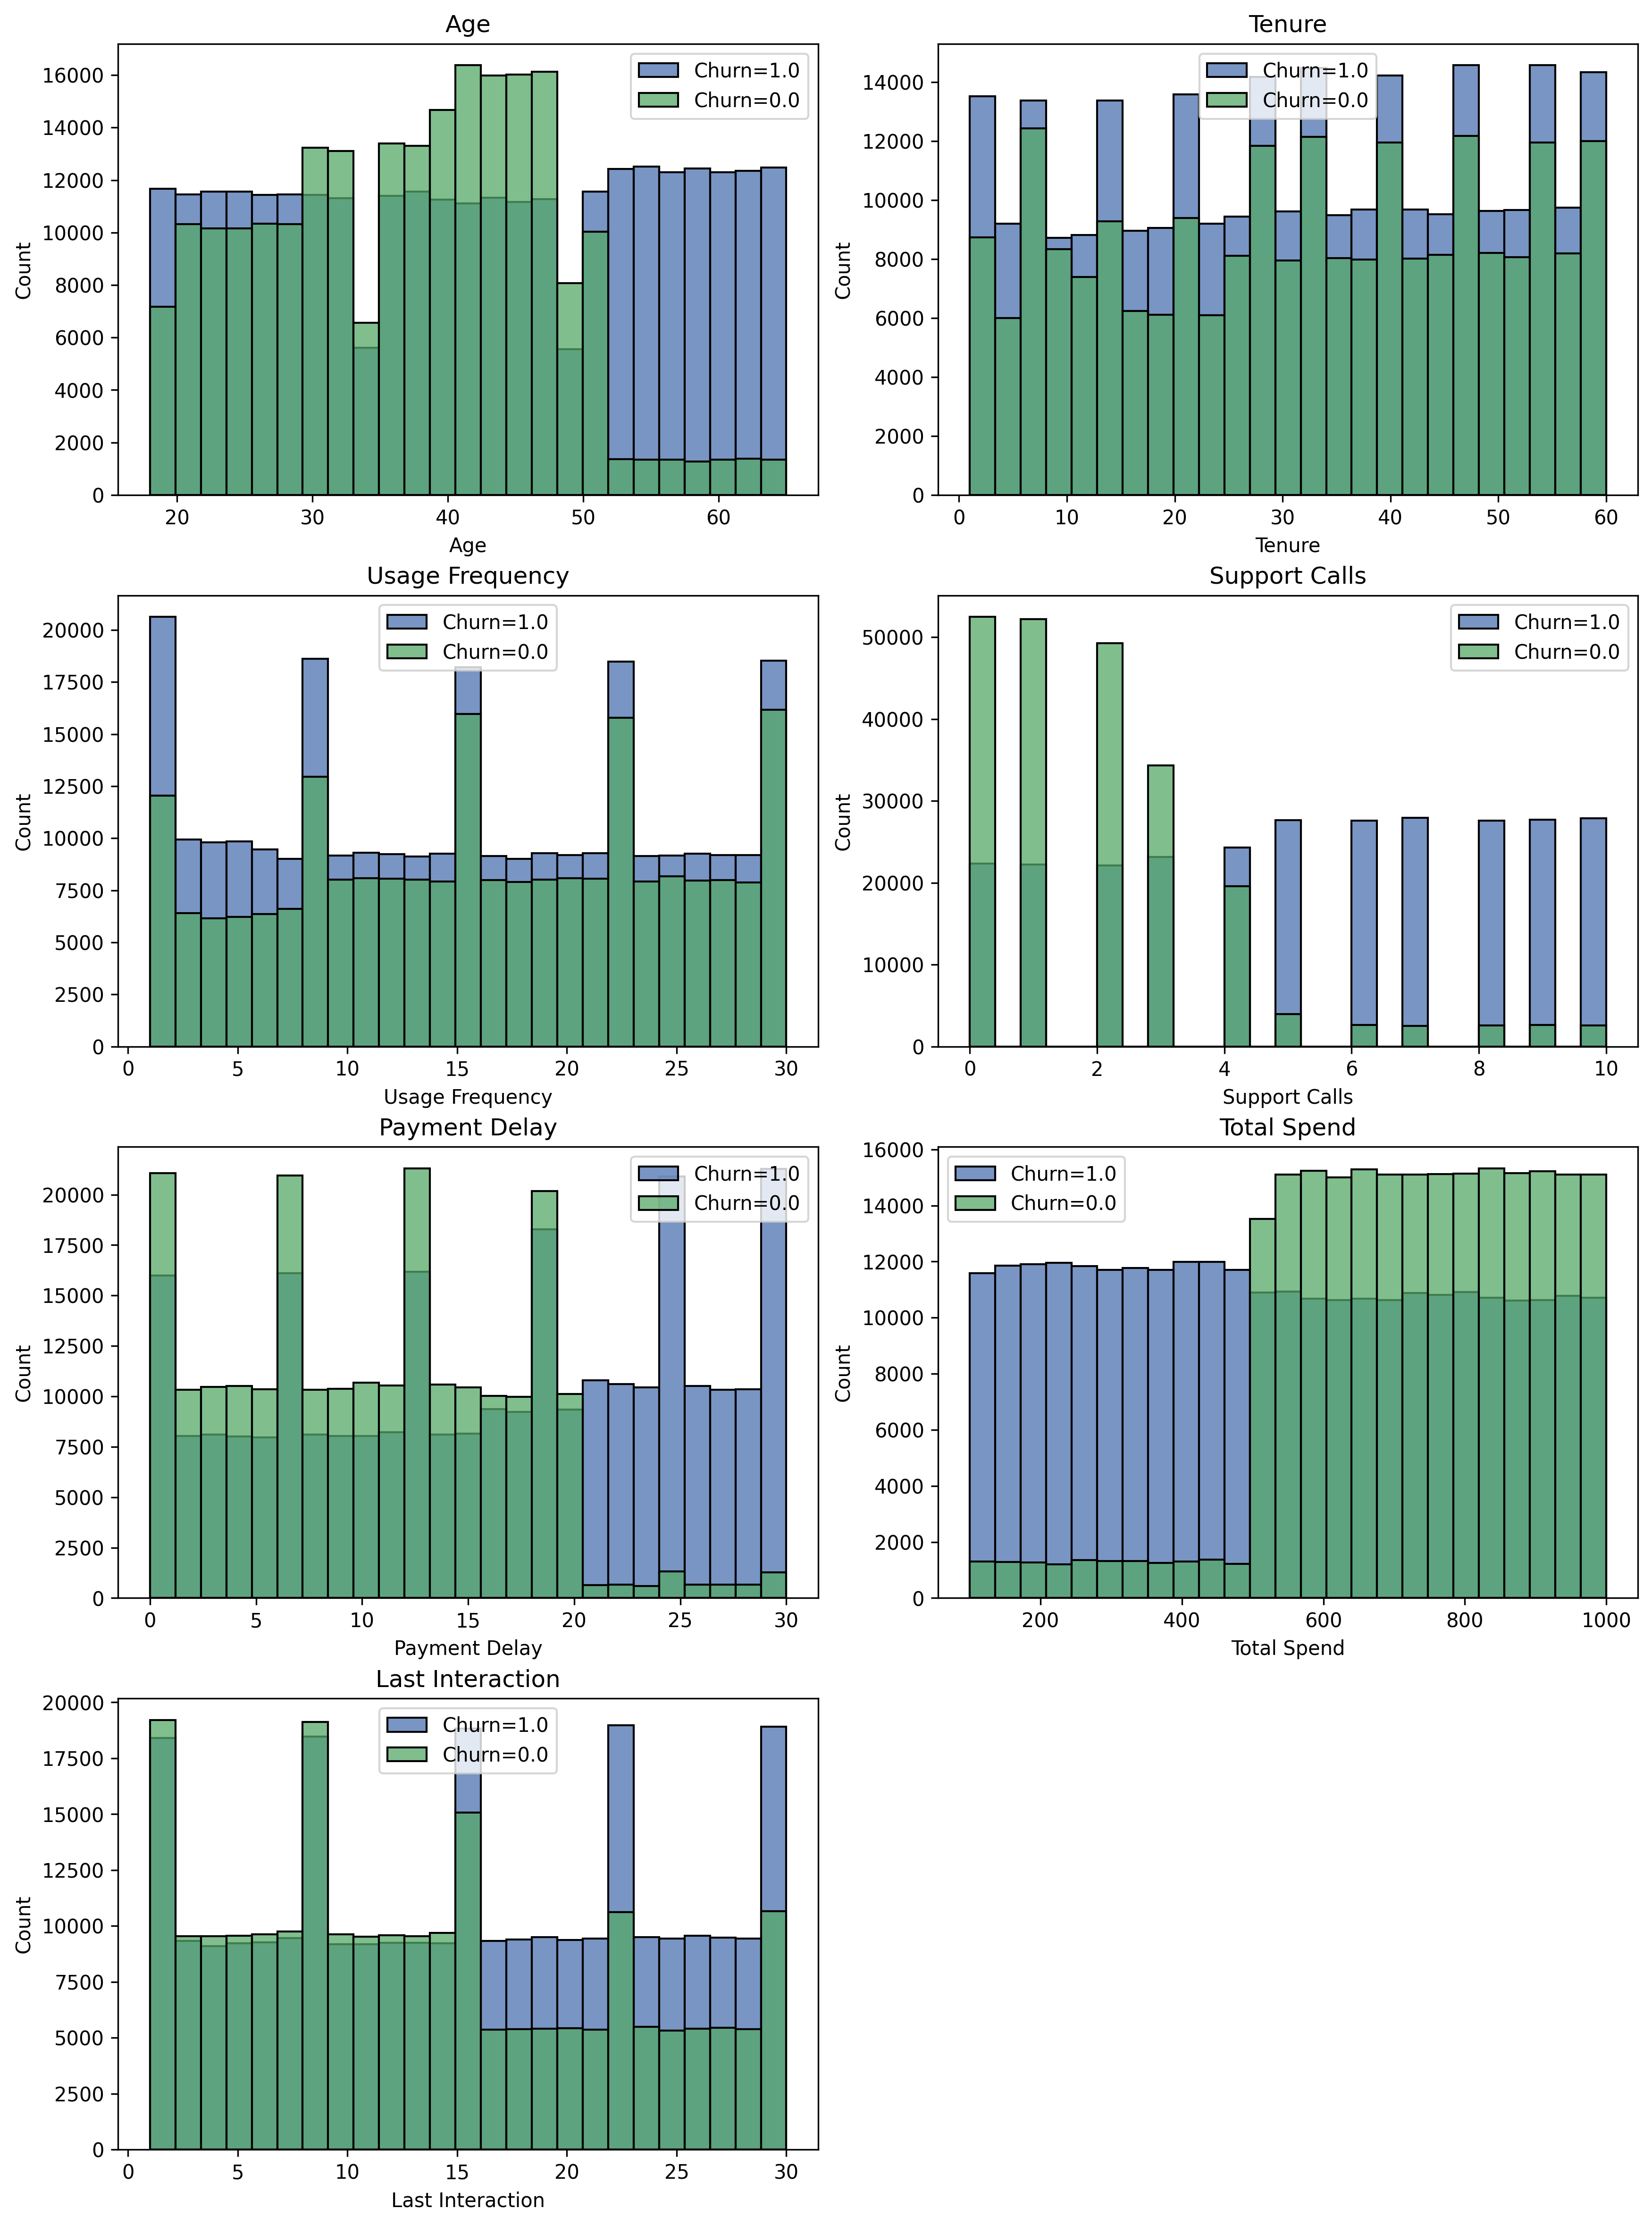 Age
Churn=1.0
Churn=0.0
16000
14000
12000
10000
8000
6000
4000
2000
0
Count
20 30 40 50 60
Age
Tenure
Churn=1.0
Churn=0.0
14000
12000
10000
8000
6000
4000
2000
0
Count
0 10 20 30 40 50 60
Tenure
Usage Frequency
Churn=1.0
Churn=0.0
20000
17500
15000
12500
10000
7500
5000
2500
0
Count
0 5 10 15 20 25 30
Usage Frequency
Support Calls
Churn=1.0
Churn=0.0
50000
40000
30000
20000
10000
0
Count
0 2 4 6 8 10
Support Calls
Payment Delay
Churn=1.0
Churn=0.0
20000
17500
15000
12500
10000
7500
5000
2500
0
Count
0 5 10 15 20 25 30
Payment Delay
Total Spend
Churn=1.0
Churn=0.0
16000
14000
12000
10000
8000
6000
4000
2000
0
Count
200 400 600 800 1000
Total Spend
Last Interaction
Churn=1.0
Churn=0.0
20000
17500
15000
12500
10000
7500
5000
2500
0
Count
0 5 10 15 20 25 30
Last Interaction